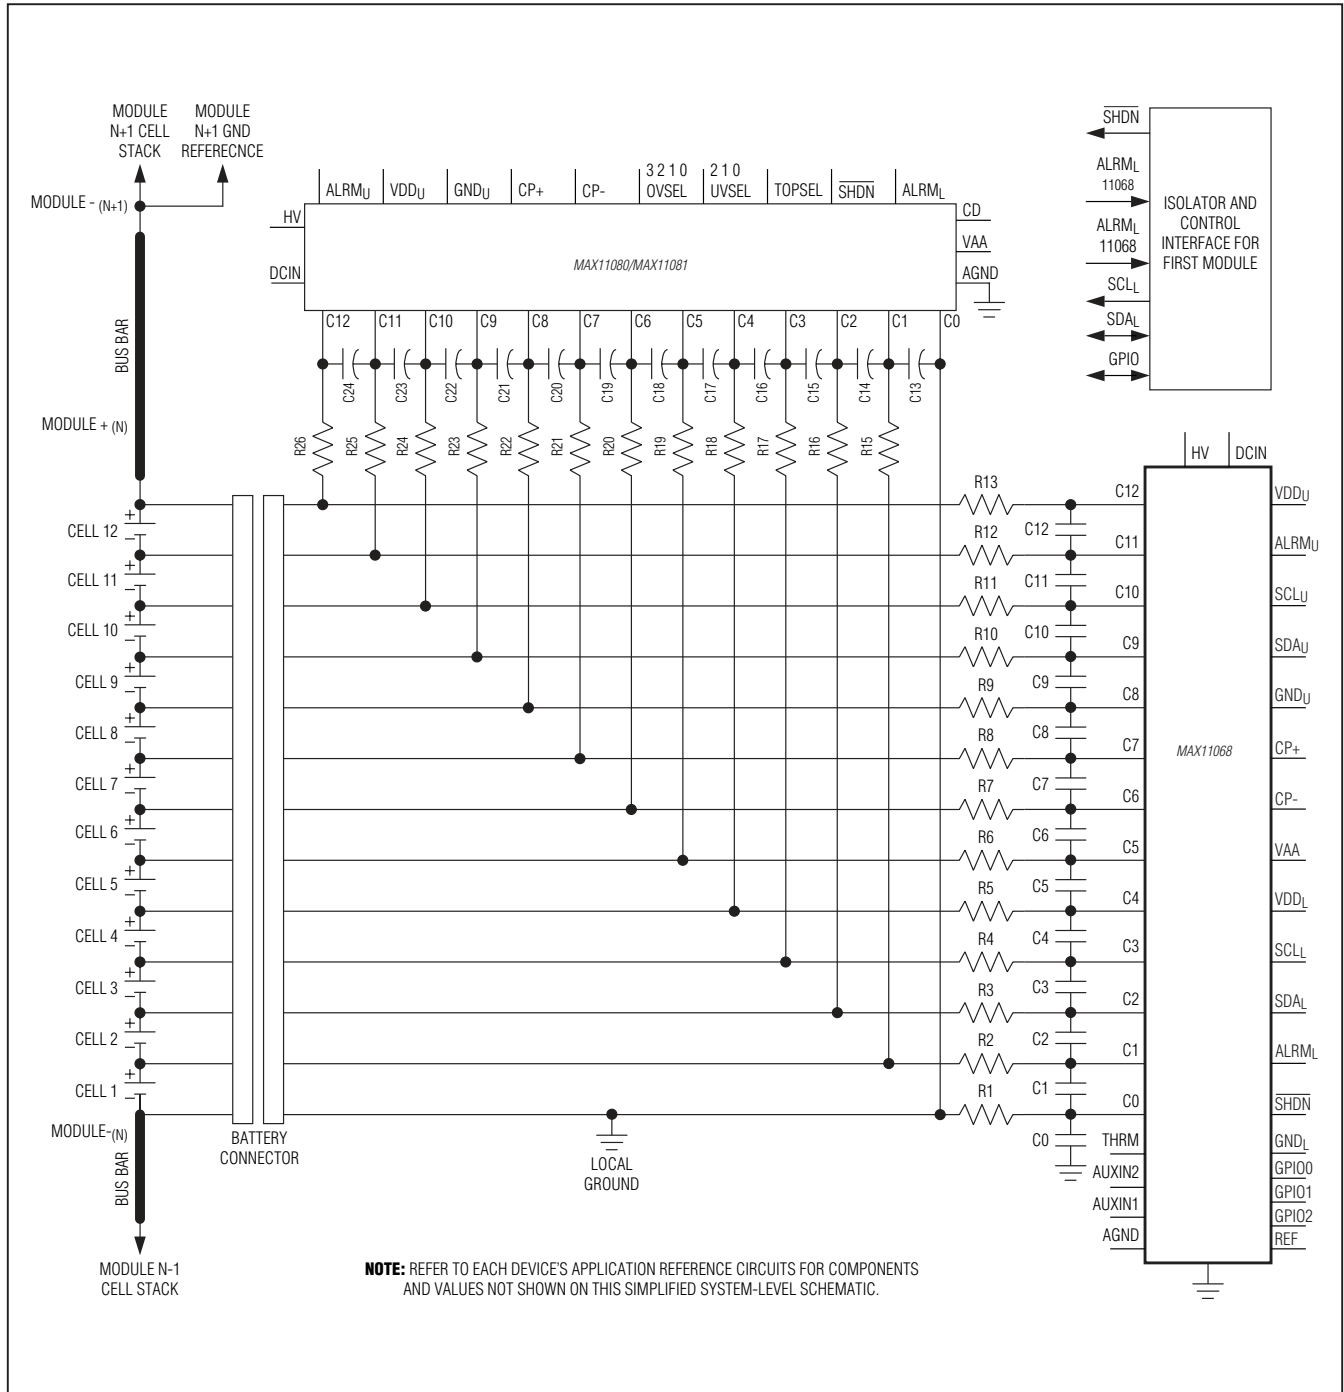 MODULE
N+1 CELL
STACK
MODULE
N+1 GND
REFERECNCE
MODULE - (N+1)
BUS BAR
MODULE + (N)
ALRMU
VDDU
GNDU
CP+
CP-
3 2 1 0
OVSEL
2 1 0
UVSEL
TOPSEL
SHDN
ALRML
HV
DCIN
MAX11080/MAX11081
CD
VAA
AGND
C12
C11
C10
C9
C8
C7
C6
C5
C4
C3
C2
C1
C0
C24
C23
C22
C21
C20
C19
C18
C17
C16
C15
C14
C13
R26
R25
R24
R23
R22
R21
R20
R19
R18
R17
R16
R15
SHDN
ALRML
11068
ALRML
11068
SCLL
SDAL
GPIO
ISOLATOR AND
CONTROL
INTERFACE FOR
FIRST MODULE
+
CELL 12
−
+
CELL 11
−
+
CELL 10
−
+
CELL 9
−
+
CELL 8
−
+
CELL 7
−
+
CELL 6
−
+
CELL 5
−
+
CELL 4
−
+
CELL 3
−
+
CELL 2
−
+
CELL 1
−
MODULE-(N)
BUS BAR
MODULE N-1
CELL STACK
BATTERY
CONNECTOR
LOCAL
GROUND
R13
R12
R11
R10
R9
R8
R7
R6
R5
R4
R3
R2
R1
C12
C11
C10
C9
C8
C7
C6
C5
C4
C3
C2
C1
C0
HV
DCIN
C12
C11
C10
C9
C8
C7
C6
C5
C4
C3
C2
C1
C0
THRM
AUXIN2
AUXIN1
AGND
MAX11068
VDDU
ALRMU
SCLU
SDAU
GNDU
CP+
CP-
VAA
VDDL
SCLL
SDAL
ALRML
SHDN
GNDL
GPIO0
GPIO1
GPIO2
REF
NOTE: REFER TO EACH DEVICE'S APPLICATION REFERENCE CIRCUITS FOR COMPONENTS
AND VALUES NOT SHOWN ON THIS SIMPLIFIED SYSTEM-LEVEL SCHEMATIC.